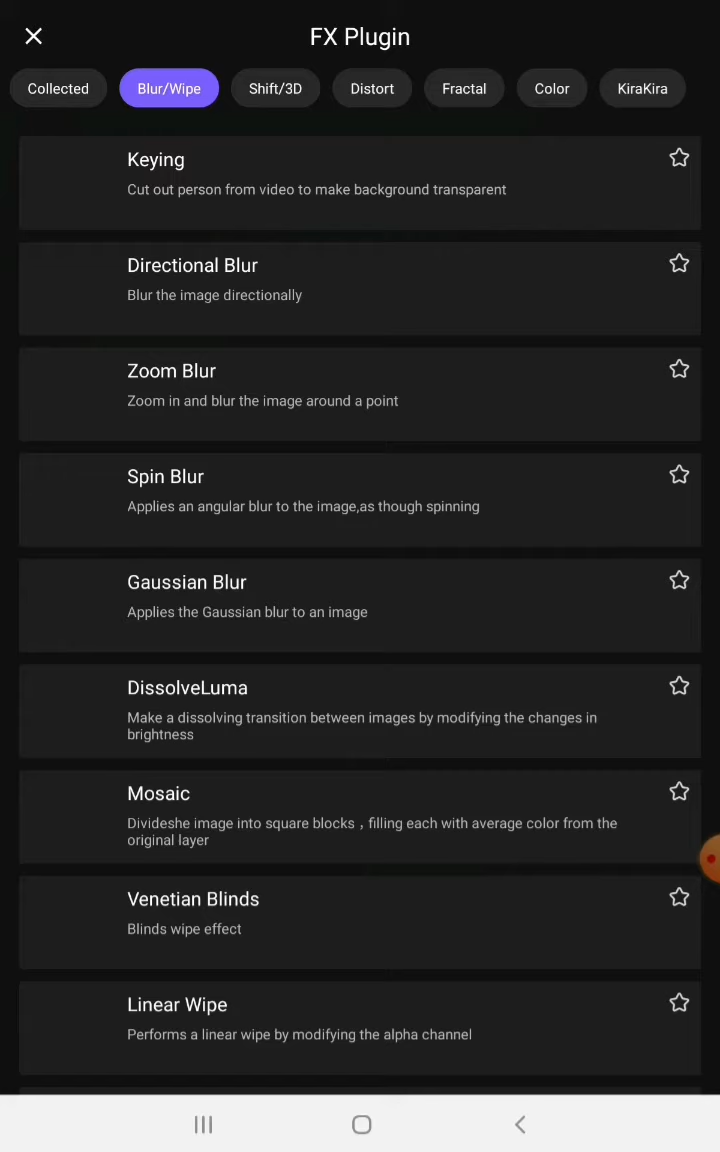 FX Plugin
Collected
Blur/Wipe
Shift/3D
Distort
Fractal
Color
KiraKira
Keying
Cut out person from video to make background transparent
Directional Blur
Blur the image directionally
Zoom Blur
Zoom in and blur the image around a point
Spin Blur
Applies an angular blur to the image,as though spinning
Gaussian Blur
Applies the Gaussian blur to an image
DissolveLuma
Make a dissolving transition between images by modifying the changes in
brightness
Mosaic
Divideshe image into square blocks，filling each with average color from the
original layer
Venetian Blinds
Blinds wipe effect
Linear Wipe
Performs a linear wipe by modifying the alpha channel